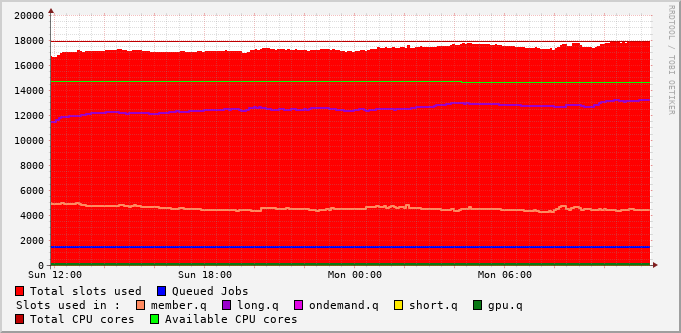 20000
18000
16000
14000
12000
10000
8000
6000
4000
2000
0
Sun 12:00 Sun 18:00 Mon 00:00 Mon 06:00
RRDTOOL / TOBI OETIKER
Total slots used Queued Jobs
Slots used in : member.q long.q ondemand.q short.q gpu.q
Total CPU cores Available CPU cores